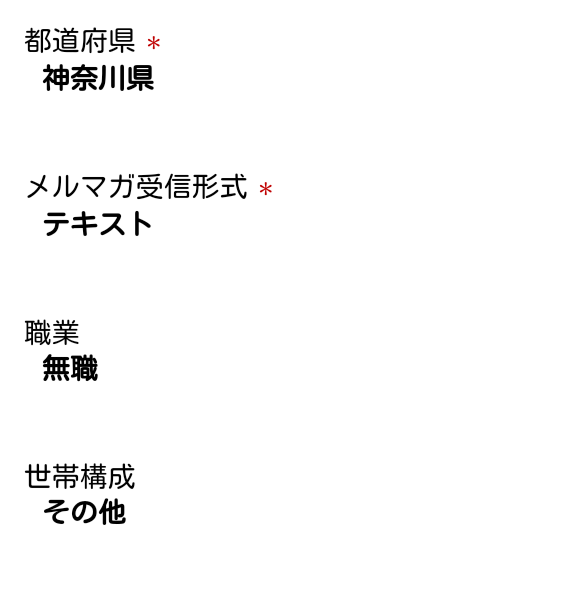 都道府県 *
神奈川県
メルマガ受信形式 *
テキスト
職業
無職
世帯構成
その他